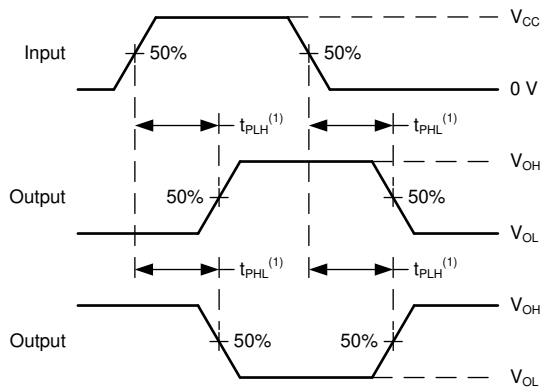 V_CC
Input 50% 50%
0 V
t_PLH^(1) t_PHL^(1)
V_OH
Output 50% 50%
V_OL
t_PHL^(1) t_PLH^(1)
V_OH
Output 50% 50%
V_OL